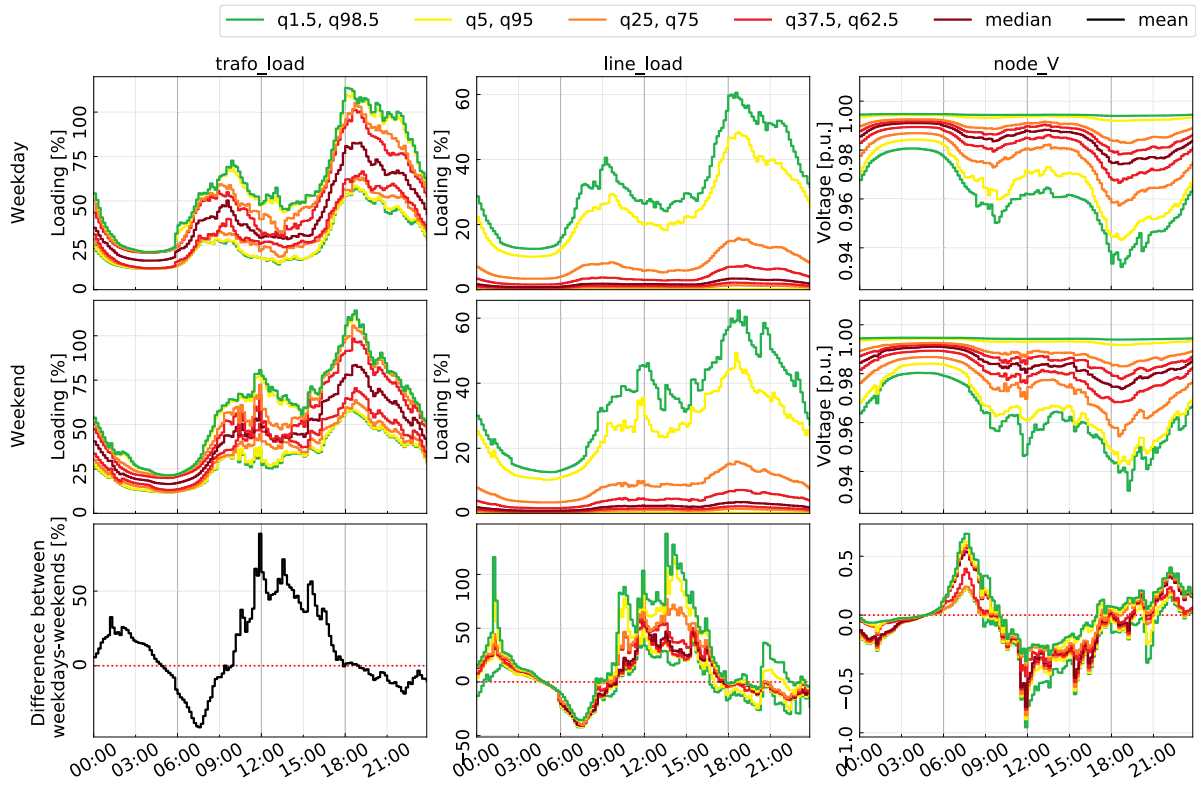 q1.5, q98.5 q5, q95 q25, q75 q37.5, q62.5 median mean
trafo_load line_load node_V
Weekday
Loading [%]
100
75
50
25
0
Loading [%]
60
40
20
0
Voltage [p.u.]
1.00
0.98
0.96
0.94
Weekend
Loading [%]
100
75
50
25
0
Loading [%]
60
40
20
0
Voltage [p.u.]
1.00
0.98
0.96
0.94
Differenece between
weekdays-weekends [%]
50
0
100
50
0
−50
0.5
0.0
−0.5
−1.0
00:00 03:00 06:00 09:00 12:00 15:00 18:00 21:00
00:00 03:00 06:00 09:00 12:00 15:00 18:00 21:00
00:00 03:00 06:00 09:00 12:00 15:00 18:00 21:00